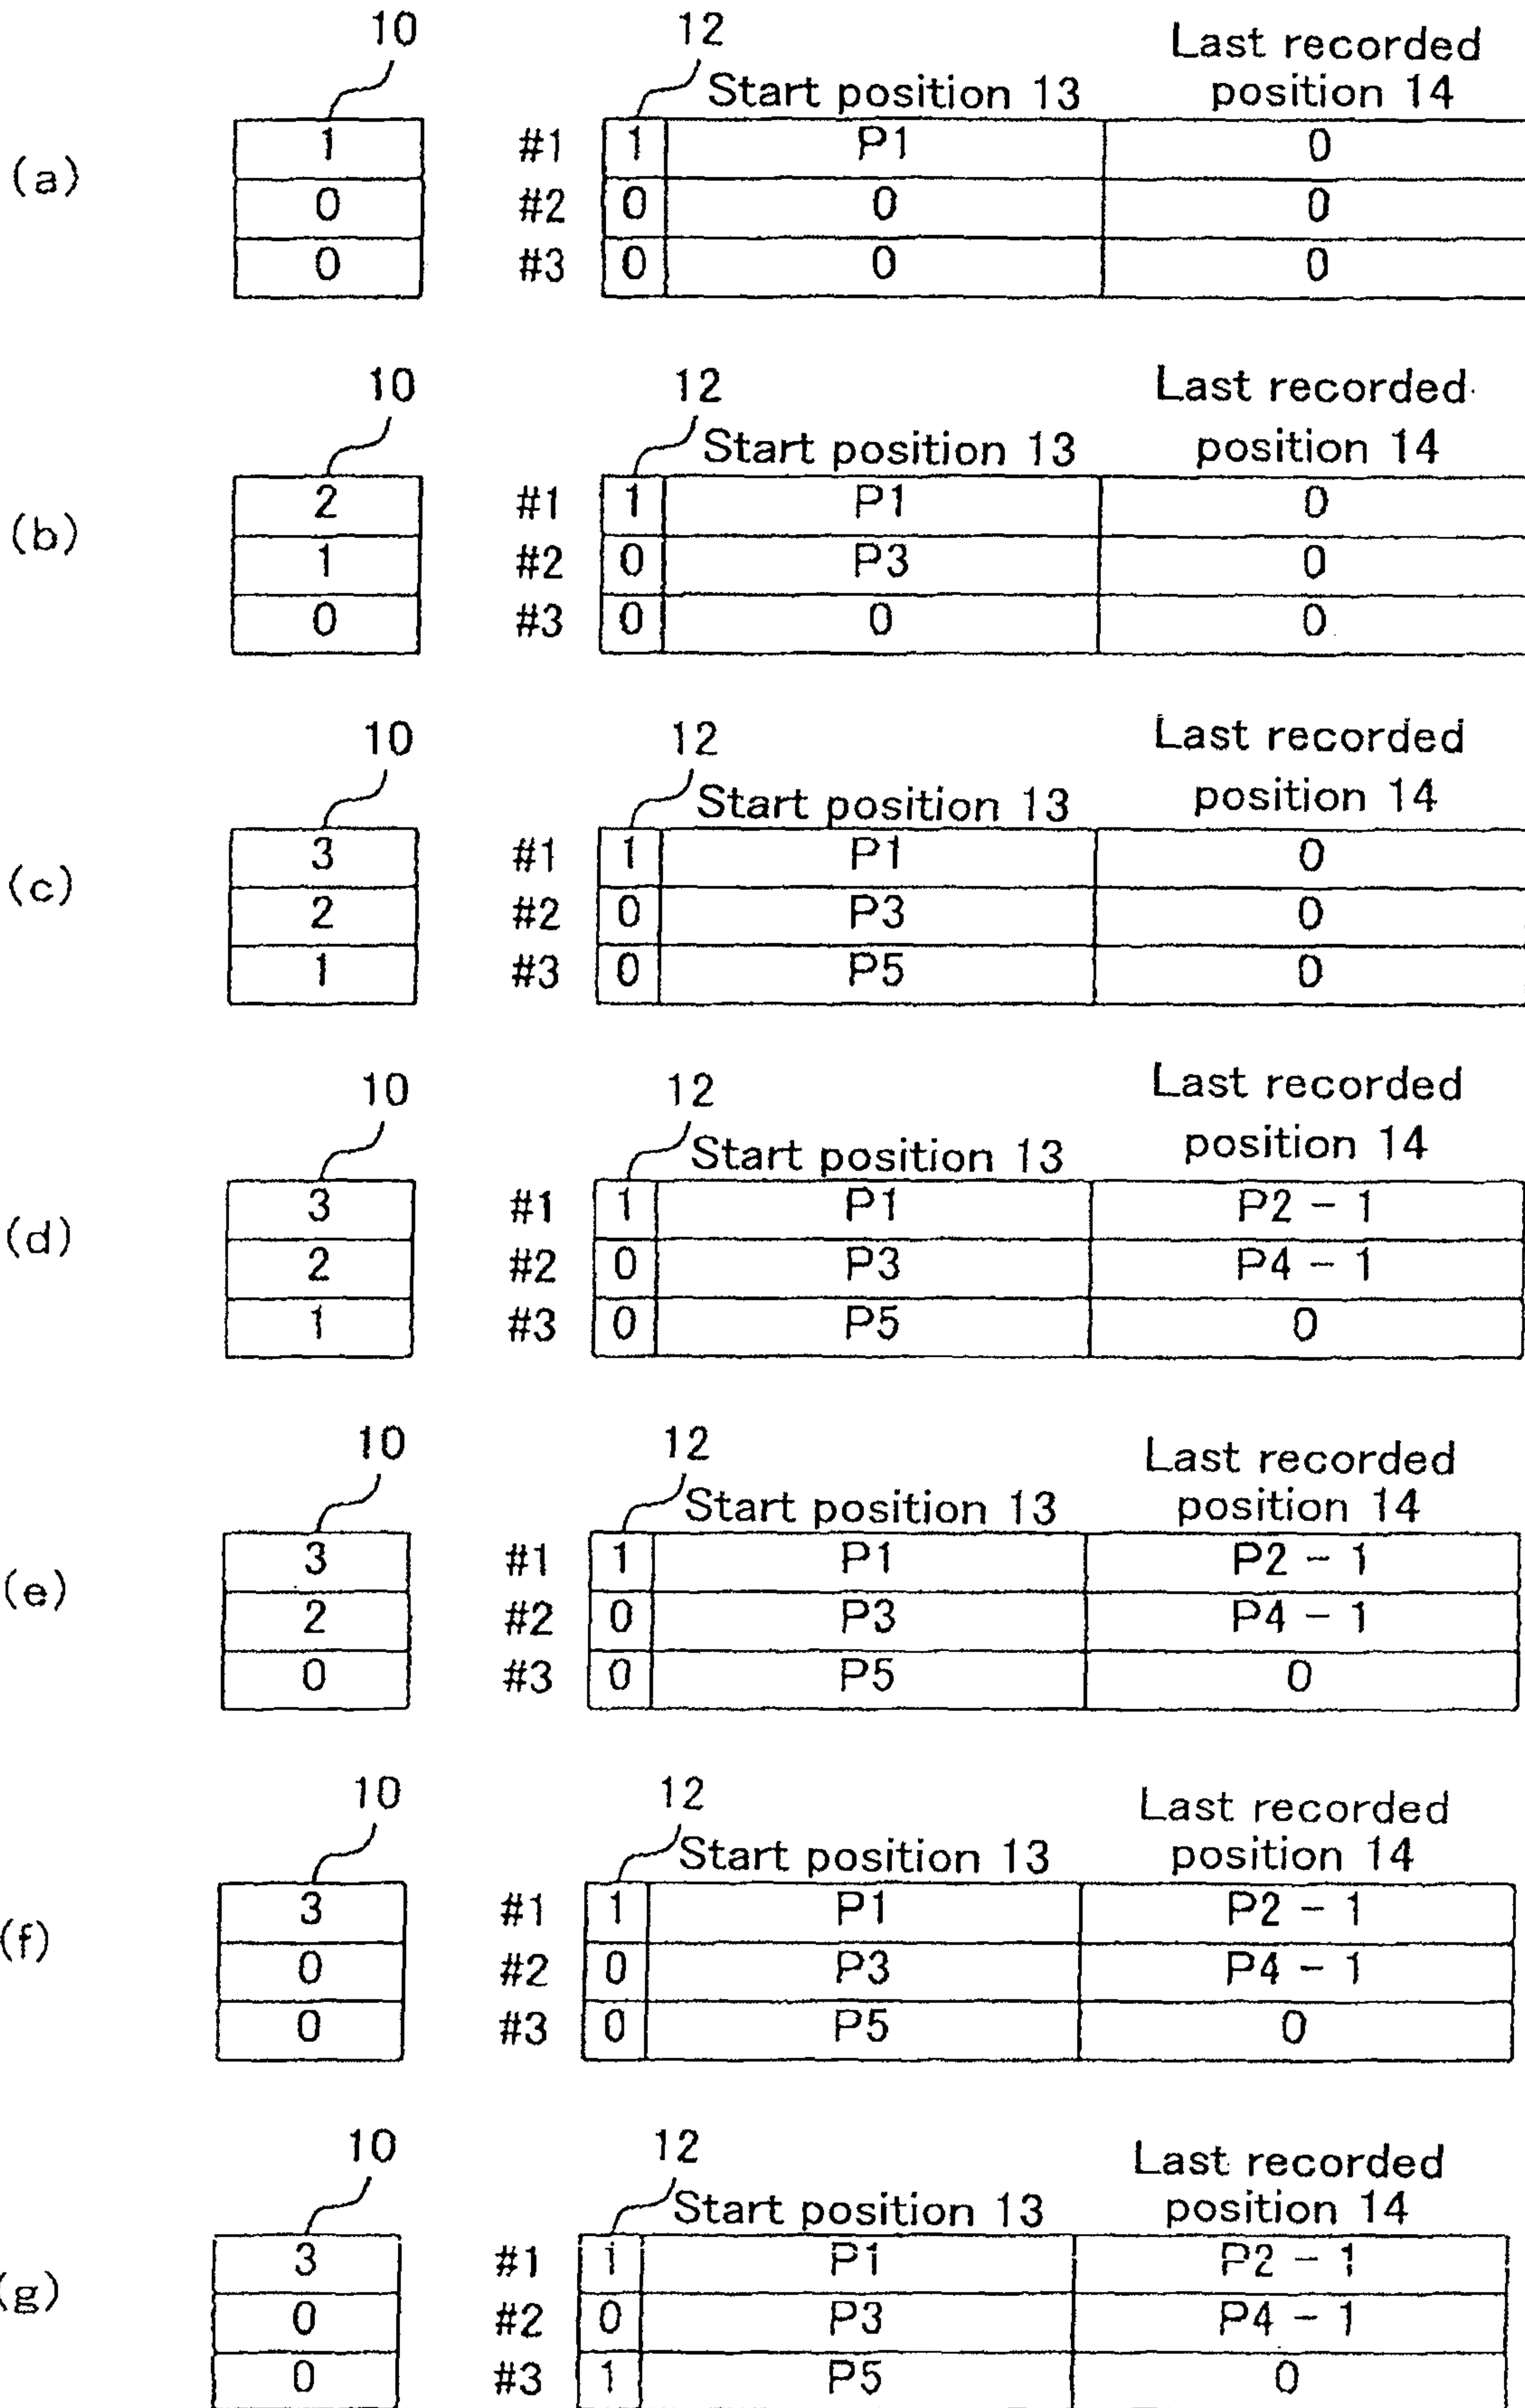 10 12 Last recorded
Start position 13 position 14
(a) 1 #1 1 P1 0
0 #2 0 0 0
0 #3 0 0 0
10 12 Last recorded
Start position 13 position 14
(b) 2 #1 1 P1 0
1 #2 0 P3 0
0 #3 0 0 0
10 12 Last recorded
Start position 13 position 14
(c) 3 #1 1 P1 0
2 #2 0 P3 0
1 #3 0 P5 0
10 12 Last recorded
Start position 13 position 14
(d) 3 #1 1 P1 P2 - 1
2 #2 0 P3 P4 - 1
1 #3 0 P5 0
10 12 Last recorded
Start position 13 position 14
(e) 3 #1 1 P1 P2 - 1
2 #2 0 P3 P4 - 1
0 #3 0 P5 0
10 12 Last recorded
Start position 13 position 14
(f) 3 #1 1 P1 P2 - 1
0 #2 0 P3 P4 - 1
0 #3 0 P5 0
10 12 Last recorded
Start position 13 position 14
(g) 3 #1 1 P1 P2 - 1
0 #2 0 P3 P4 - 1
0 #3 1 P5 0